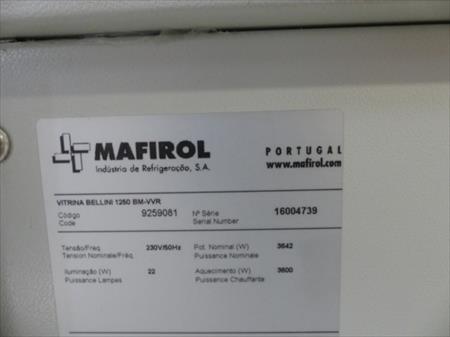 MAFIROL
Indústria de Refrigeração, S.A.
PORTUGAL
www.mafirol.com
VITRINA BELLINI 1250 BM-VVR
Código 9259081 Nº Série 16004739
Code Serial Number
Tensão/Freq 230V/50Hz Pot. Nominal (W) 3642
Tension Nominale/Fréq. Puissance Nominale
Iluminação (W) 22 Aquecimento (W) 3600
Puissance Lampes Puissance Chauffante